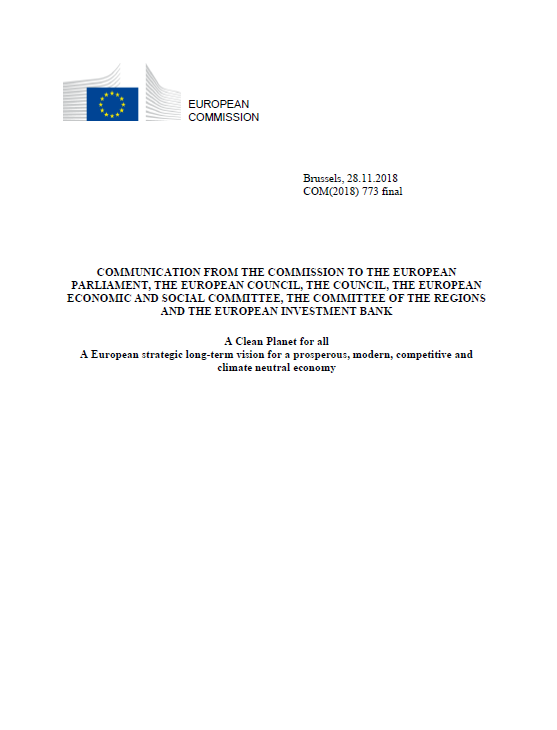 EUROPEAN
COMMISSION
Brussels, 28.11.2018
COM(2018) 773 final
COMMUNICATION FROM THE COMMISSION TO THE EUROPEAN
PARLIAMENT, THE EUROPEAN COUNCIL, THE COUNCIL, THE EUROPEAN
ECONOMIC AND SOCIAL COMMITTEE, THE COMMITTEE OF THE REGIONS
AND THE EUROPEAN INVESTMENT BANK
A Clean Planet for all
A European strategic long-term vision for a prosperous, modern, competitive and
climate neutral economy